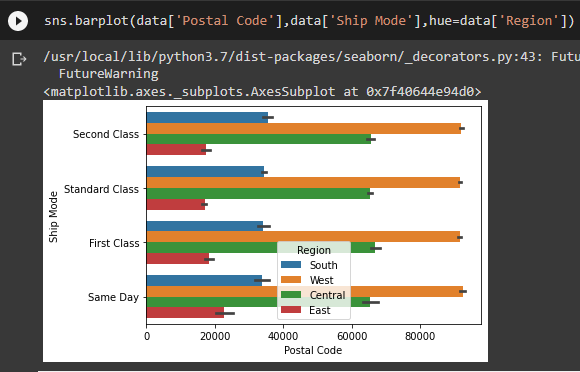 sns.barplot(data['Postal Code'],data['Ship Mode'],hue=data['Region'])
/usr/local/lib/python3.7/dist-packages/seaborn/_decorators.py:43: Futu
FutureWarning
<matplotlib.axes._subplots.AxesSubplot at 0x7f40644e94d0>
Second Class
Standard Class
Ship Mode
First Class
Region
South
West
Central
East
Same Day
0 20000 40000 60000 80000
Postal Code